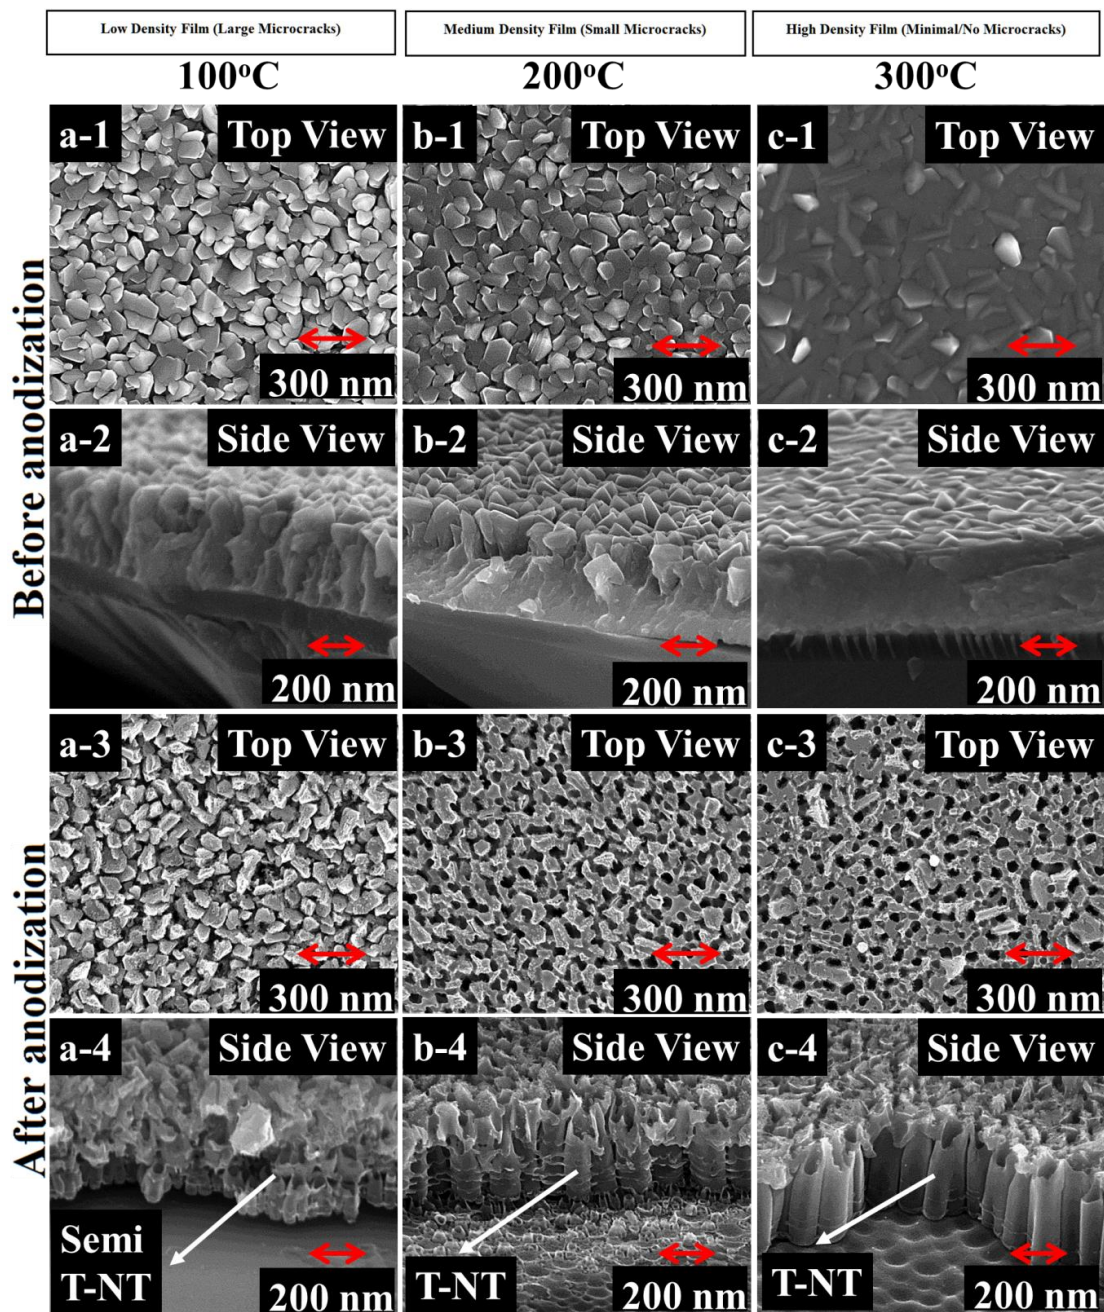 Low Density Film (Large Microcracks)
Medium Density Film (Small Microcracks)
High Density Film (Minimal/No Microcracks)
100°C
200°C
300°C
Before anodization
a-1
Top View
300 nm
b-1
Top View
300 nm
c-1
Top View
300 nm
a-2
Side View
200 nm
b-2
Side View
200 nm
c-2
Side View
200 nm
After anodization
a-3
Top View
300 nm
b-3
Top View
300 nm
c-3
Top View
300 nm
a-4
Side View
Semi
T-NT
200 nm
b-4
Side View
T-NT
200 nm
c-4
Side View
T-NT
200 nm